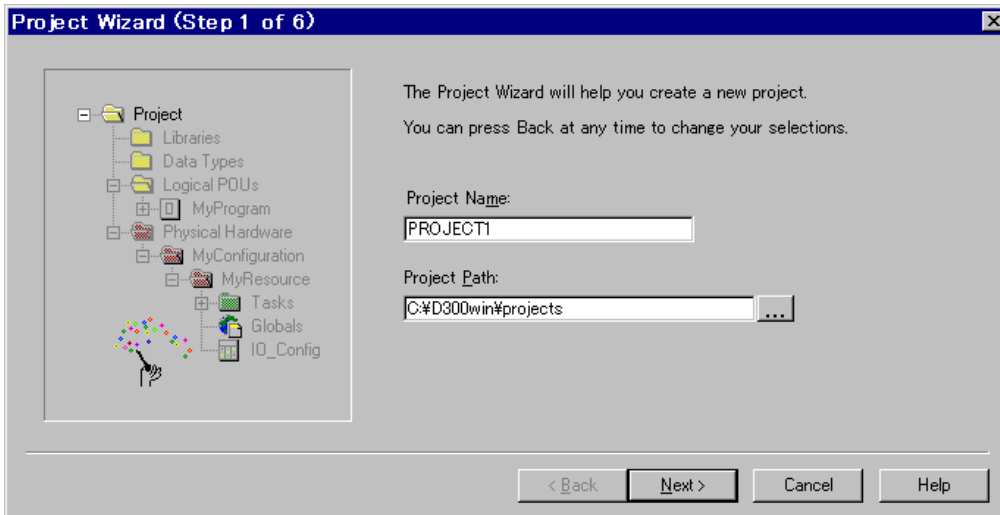 Project Wizard (Step 1 of 6)
Project
Libraries
Data Types
Logical POUs
MyProgram
Physical Hardware
MyConfiguration
MyResource
Tasks
Globals
IO_Config
The Project Wizard will help you create a new project.
You can press Back at any time to change your selections.
Project Name:
PROJECT1
Project Path:
C:¥D300win¥projects
...
< Back
Next >
Cancel
Help